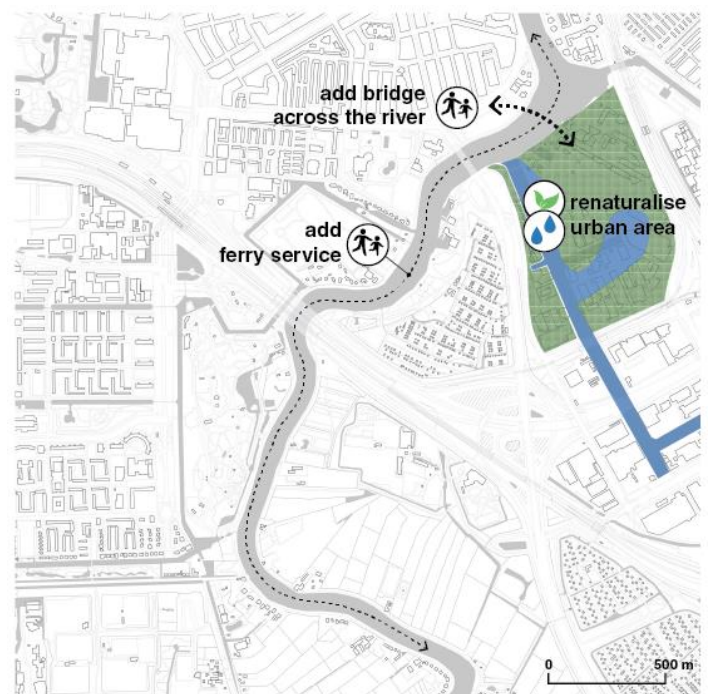 add bridge
across the river
renaturalise
urban area
add
ferry service
0 500 m